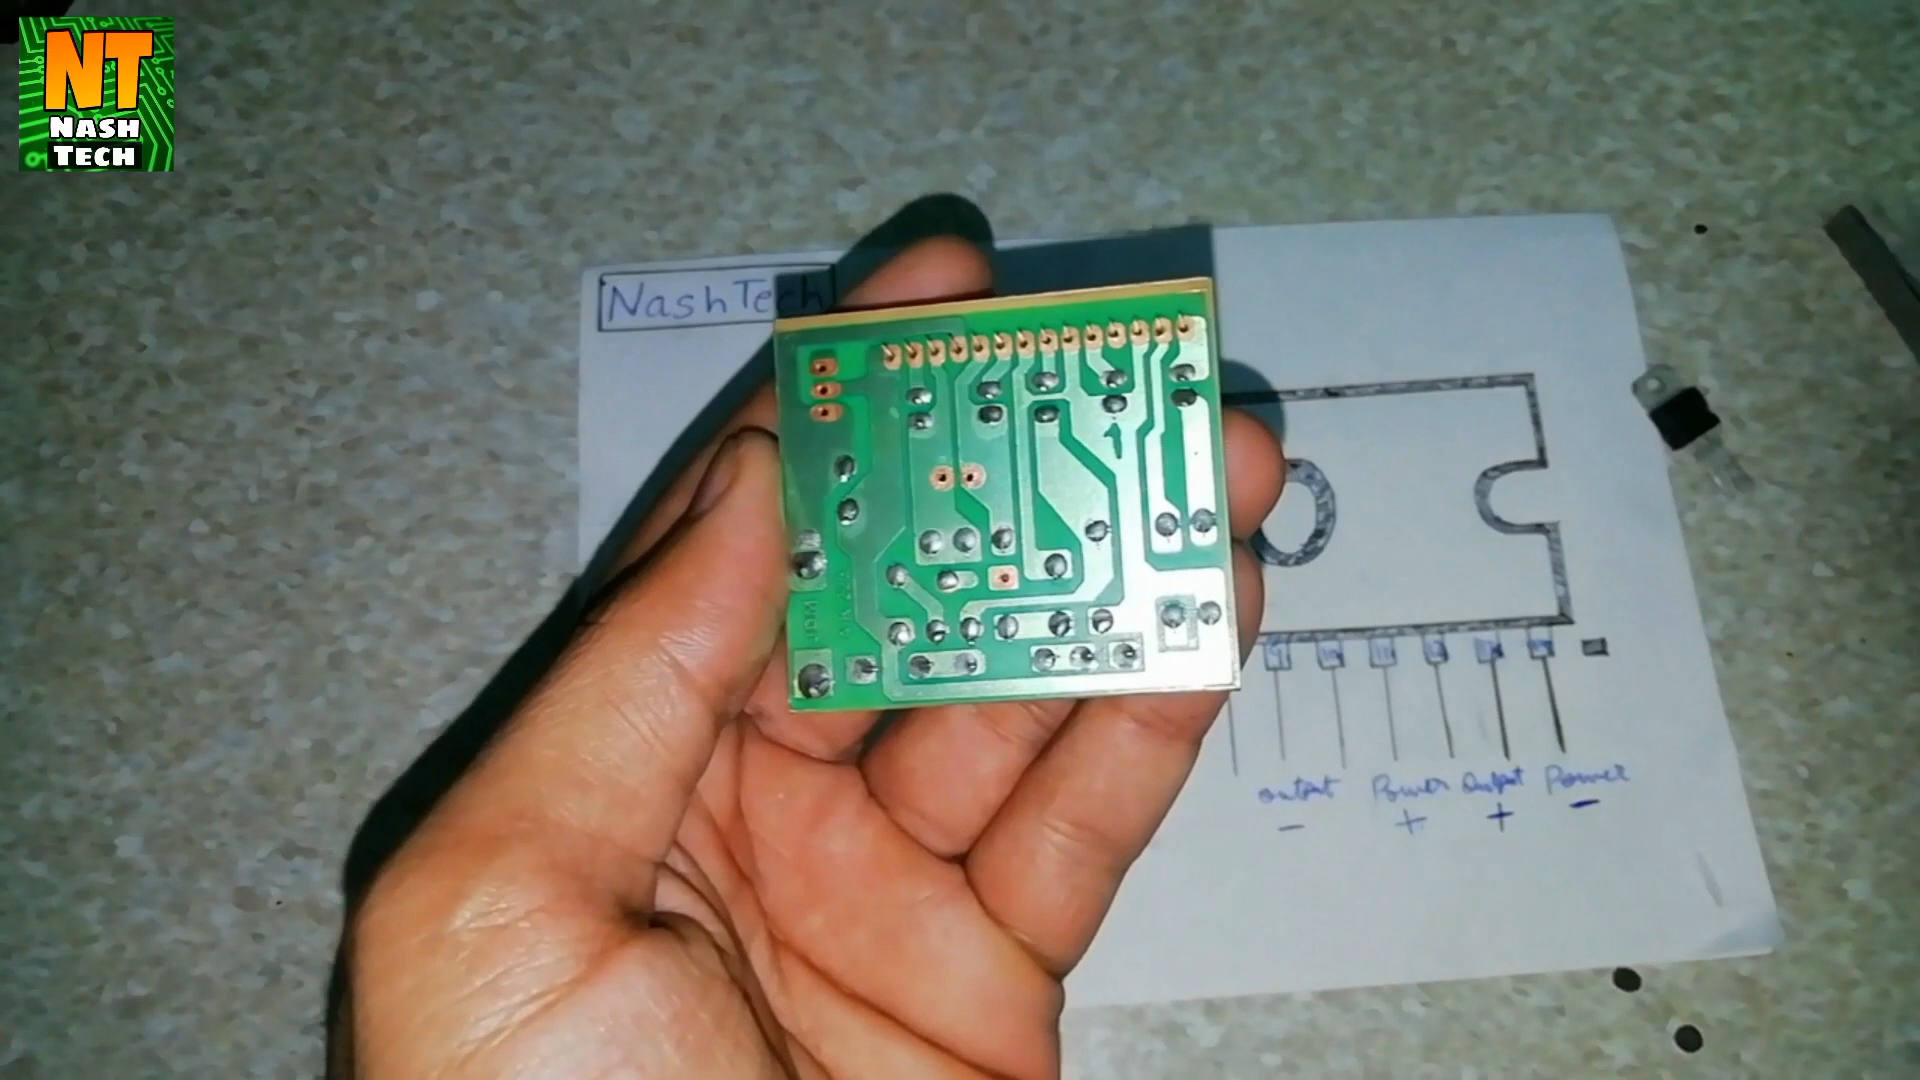 NT
NASH
TECH
NashTech
output Power Output Power
- + + -